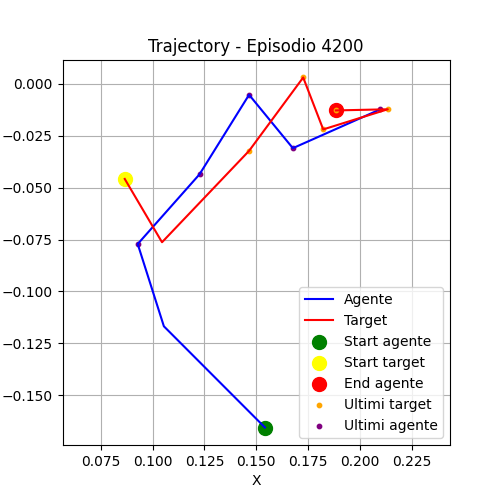 Trajectory - Episodio 4200
0.000
−0.025
−0.050
−0.075
−0.100
−0.125
−0.150
Agente
Target
Start agente
Start target
End agente
Ultimi target
Ultimi agente
0.075 0.100 0.125 0.150 0.175 0.200 0.225
X